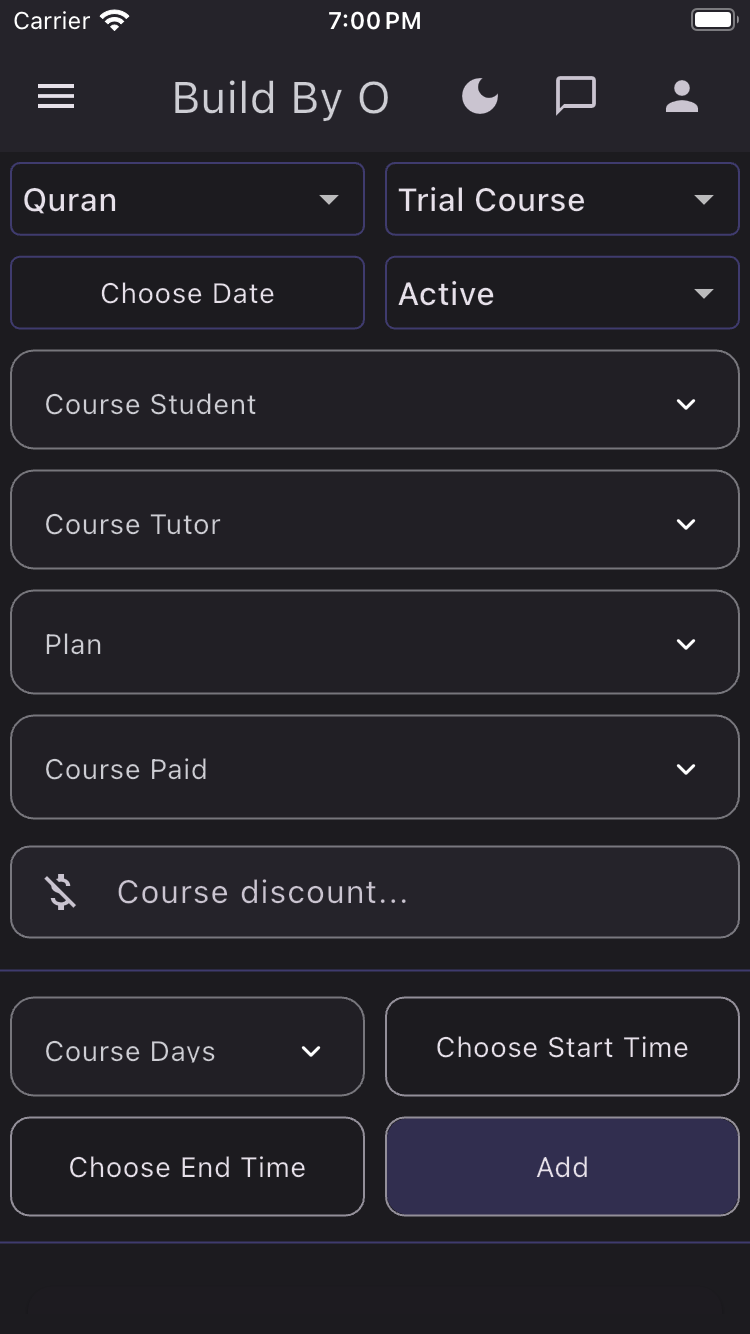 Carrier 7:00 PM
Build By O
Quran Trial Course
Choose Date Active
Course Student
Course Tutor
Plan
Course Paid
Course discount...
Course Days Choose Start Time
Choose End Time Add